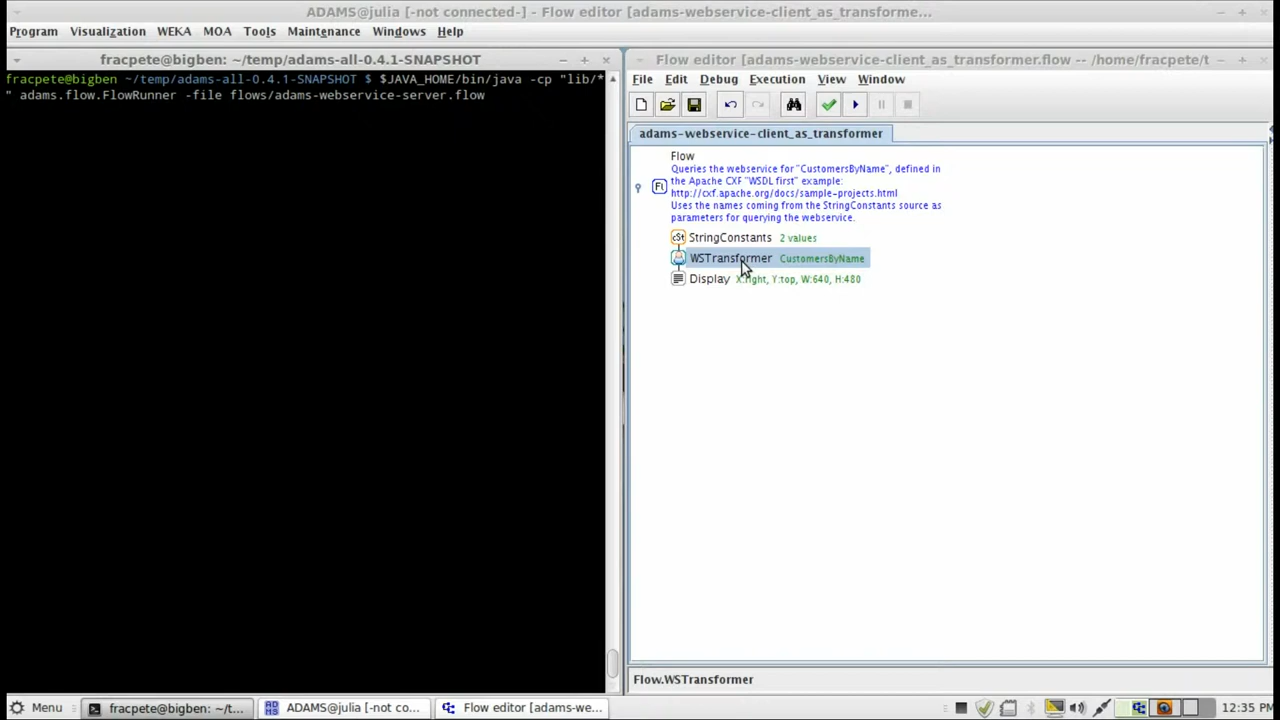 ADAMS@julia [-not connected-] - Flow editor [adams-webservice-client_as_transforme...
Program Visualization WEKA MOA Tools Maintenance Windows Help
fracpete@bigben: ~/temp/adams-all-0.4.1-SNAPSHOT
fracpete@bigben ~/temp/adams-all-0.4.1-SNAPSHOT $ $JAVA_HOME/bin/java -cp "lib/*
" adams.flow.FlowRunner -file flows/adams-webservice-server.flow
Flow editor [adams-webservice-client_as_transformer.flow -- /home/fracpete/t
File Edit Debug Execution View Window
adams-webservice-client_as_transformer
Flow
Queries the webservice for "CustomersByName", defined in
the Apache CXF "WSDL first" example:
http://cxf.apache.org/docs/sample-projects.html
Uses the names coming from the StringConstants source as
parameters for querying the webservice.
StringConstants 2 values
WSTransformer CustomersByName
Display X:right, Y:top, W:640, H:480
Flow.WSTransformer
Menu fracpete@bigben: ~/t... ADAMS@julia [-not co... Flow editor [adams-we... 12:35 PM